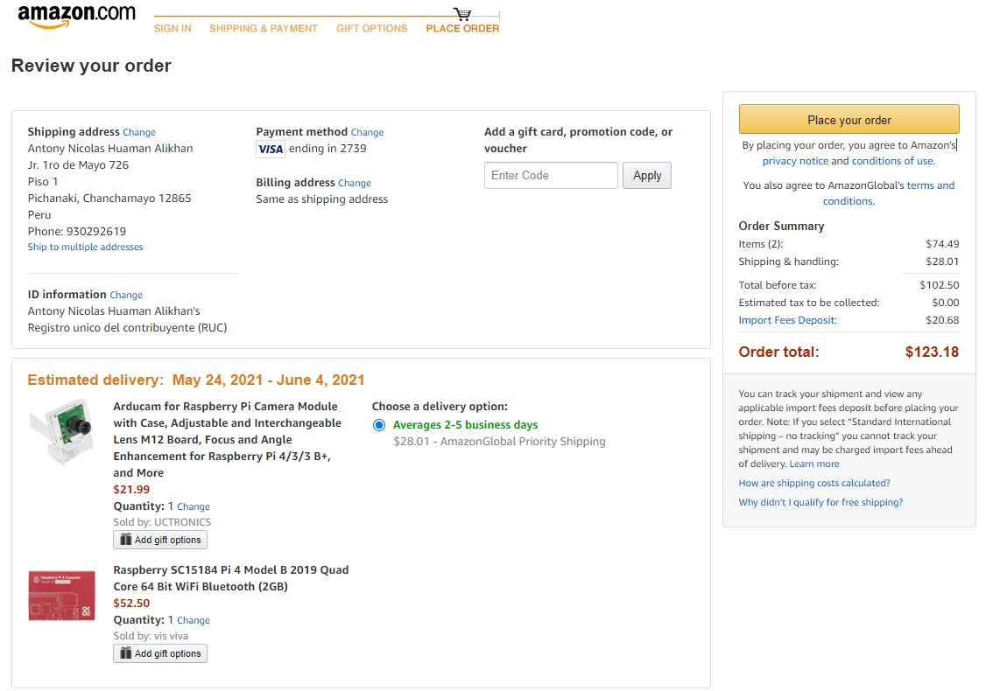 amazon.com
SIGN IN SHIPPING & PAYMENT GIFT OPTIONS PLACE ORDER
Review your order
Shipping address Change
Antony Nicolas Huaman Alikhan
Jr. 1ro de Mayo 726
Piso 1
Pichanaki, Chanchamayo 12865
Peru
Phone: 930292619
Ship to multiple addresses
ID information Change
Antony Nicolas Huaman Alikhan's
Registro unico del contribuyente (RUC)
Payment method Change
VISA ending in 2739
Billing address Change
Same as shipping address
Add a gift card, promotion code, or
voucher
Enter Code Apply
Estimated delivery: May 24, 2021 - June 4, 2021
Arducam for Raspberry Pi Camera Module
with Case, Adjustable and Interchangeable
Lens M12 Board, Focus and Angle
Enhancement for Raspberry Pi 4/3/3 B+,
and More
$21.99
Quantity: 1 Change
Sold by: UCTRONICS
Add gift options
Raspberry Pi 4 Computer
Raspberry SC15184 Pi 4 Model B 2019 Quad
Core 64 Bit WiFi Bluetooth (2GB)
$52.50
Quantity: 1 Change
Sold by: vis viva
Add gift options
Choose a delivery option:
Averages 2-5 business days
$28.01 - AmazonGlobal Priority Shipping
Place your order
By placing your order, you agree to Amazon's
privacy notice and conditions of use.
You also agree to AmazonGlobal's terms and
conditions.
Order Summary
Items (2): $74.49
Shipping & handling: $28.01
Total before tax: $102.50
Estimated tax to be collected: $0.00
Import Fees Deposit: $20.68
Order total: $123.18
You can track your shipment and view any
applicable import fees deposit before placing your
order. Note: If you select “Standard International
shipping – no tracking” you cannot track your
shipment and may be charged import fees ahead
of delivery. Learn more
How are shipping costs calculated?
Why didn't I qualify for free shipping?